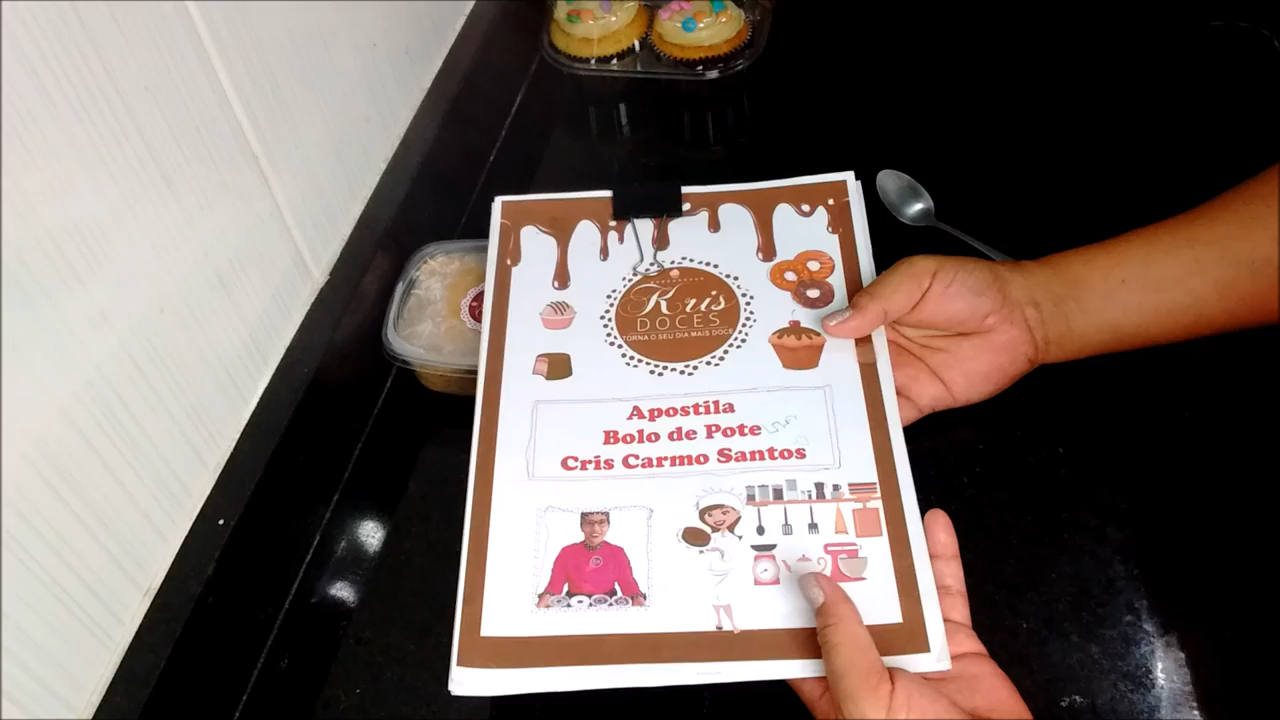 Kris
DOCES
TORNA O SEU DIA MAIS DOCE
Apostila
Bolo de Pote
Cris Carmo Santos